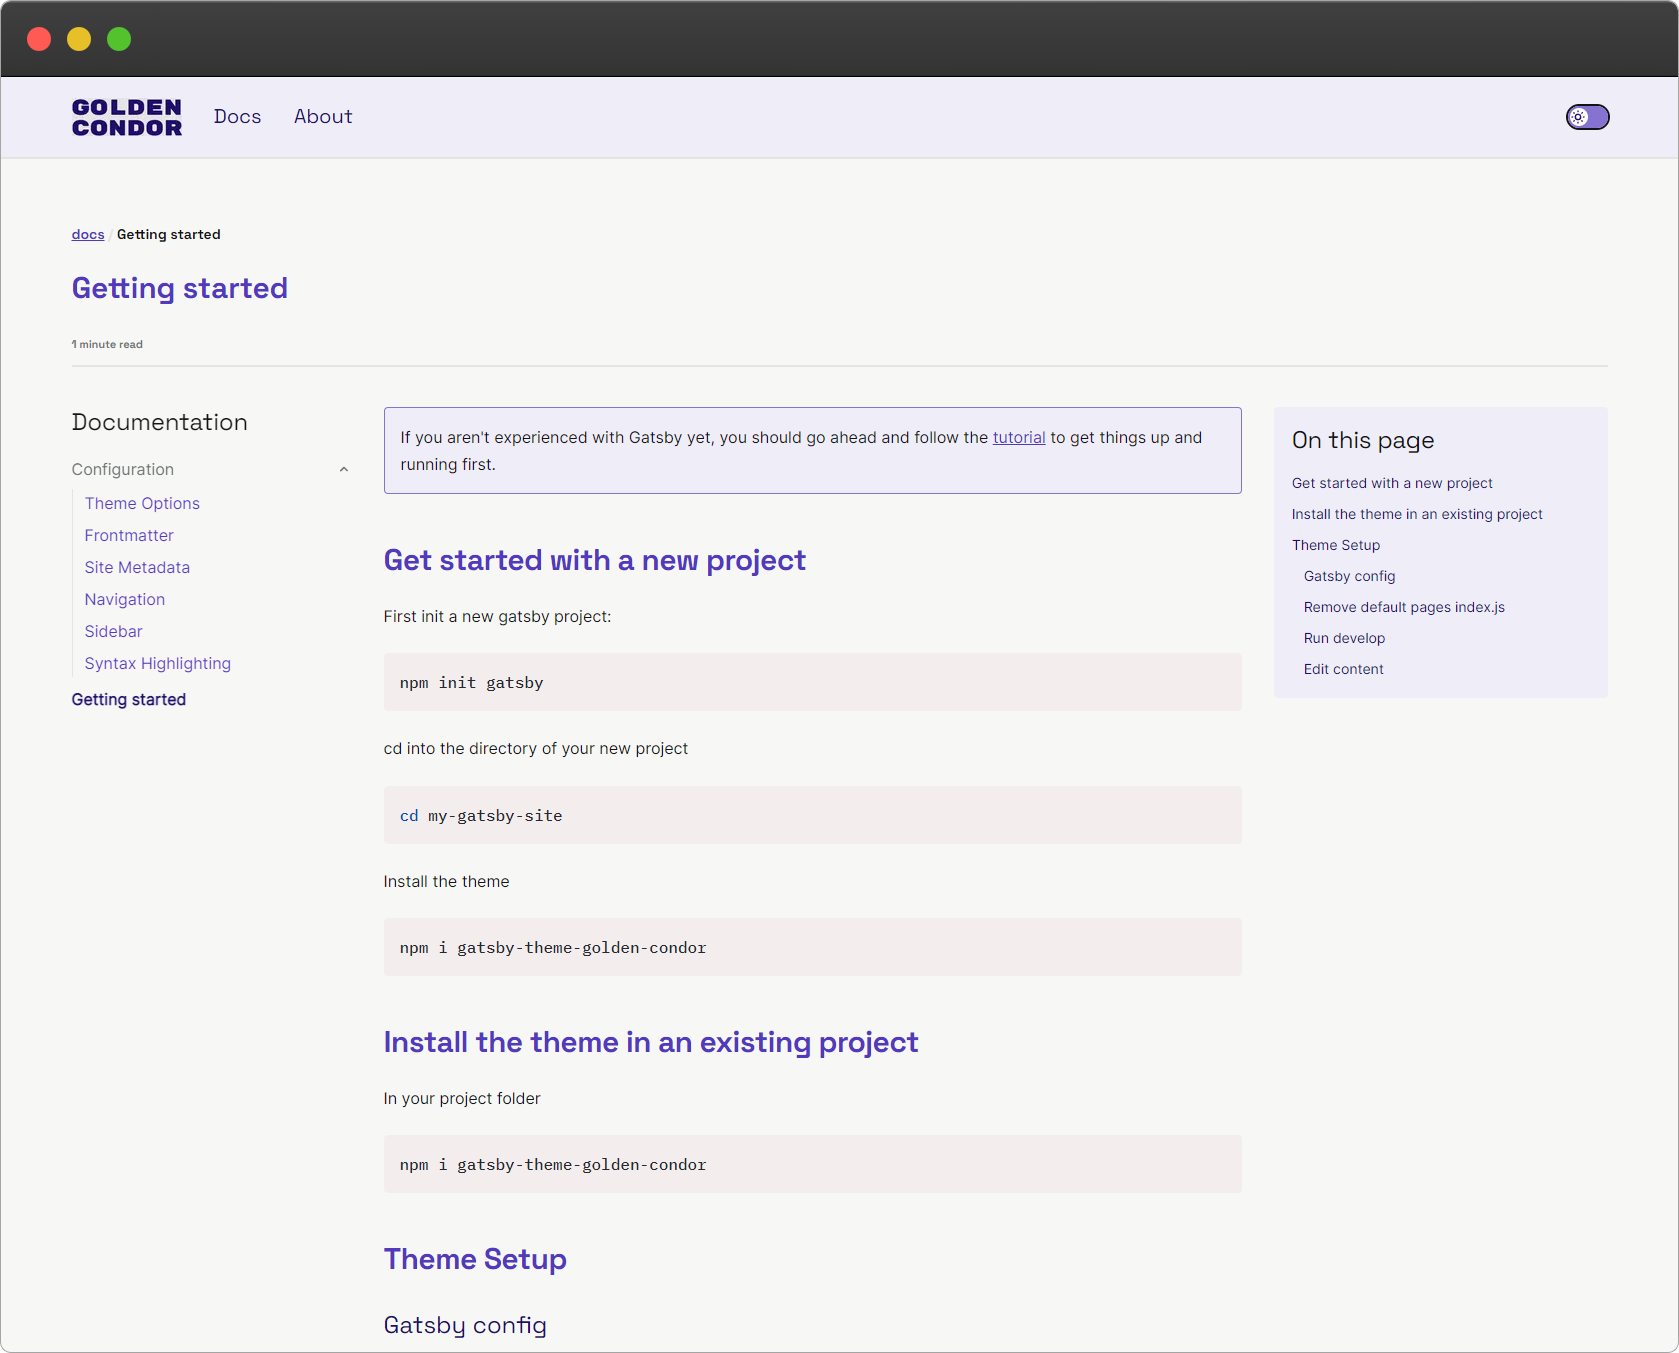 GOLDEN
CONDOR
Docs
About
docs / Getting started
Getting started
1 minute read
Documentation
Configuration
Theme Options
Frontmatter
Site Metadata
Navigation
Sidebar
Syntax Highlighting
Getting started
If you aren't experienced with Gatsby yet, you should go ahead and follow the tutorial to get things up and
running first.
Get started with a new project
First init a new gatsby project:
npm init gatsby
cd into the directory of your new project
cd my-gatsby-site
Install the theme
npm i gatsby-theme-golden-condor
Install the theme in an existing project
In your project folder
npm i gatsby-theme-golden-condor
Theme Setup
Gatsby config
On this page
Get started with a new project
Install the theme in an existing project
Theme Setup
Gatsby config
Remove default pages index.js
Run develop
Edit content